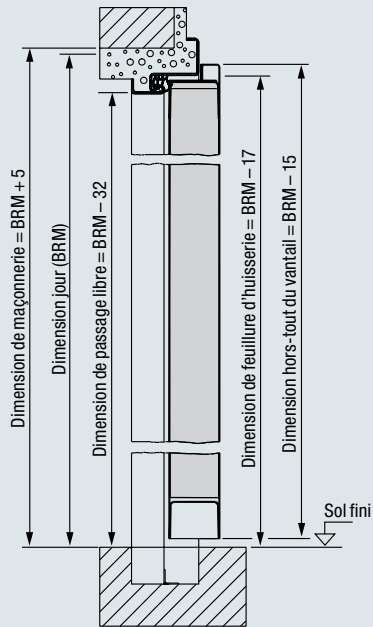 Dimension de maçonnerie = BRM + 5
Dimension jour (BRM)
Dimension de passage libre = BRM – 32
Dimension de feuillure d'huisserie = BRM – 17
Dimension hors-tout du vantail = BRM – 15
Sol fini